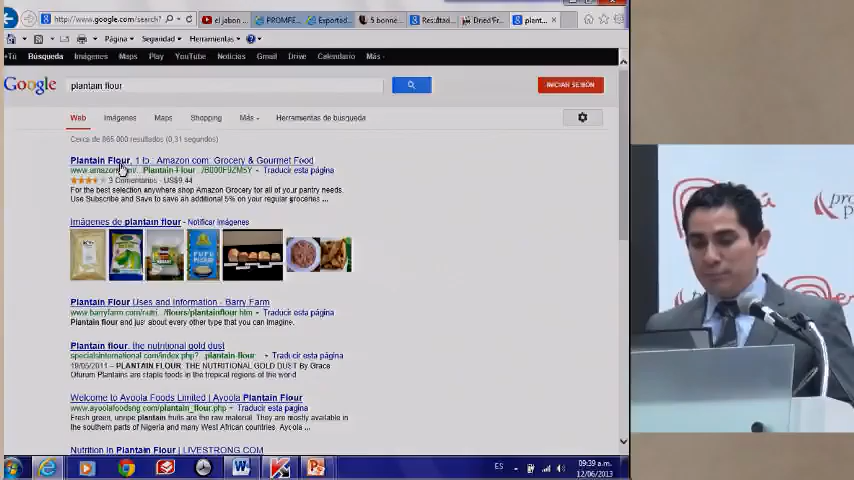 http://www.google.com/search?
el jabon ...
PROMFE...
Exported...
5 bonne...
Resultad...
Dried Fr...
plant...
Página
Seguridad
Herramientas
+Tú Búsqueda Imágenes Maps Play YouTube Noticias Gmail Drive Calendario Más
Google
plantain flour
INICIAR SESIÓN
Web Imágenes Maps Shopping Más Herramientas de búsqueda
Cerca de 865 000 resultados (0,31 segundos)
Plantain Flour, 1 lb : Amazon.com: Grocery & Gourmet Food
Traducir esta página
3 comentarios - US$9.44
For the best selection anywhere shop Amazon Grocery for all of your pantry needs.
Use Subscribe and Save to save an additional 5% on your regular groceries ...
Imágenes de plantain flour - Notificar imágenes
FUFU
Plantain Flour Uses and Information - Barry Farm
www.barryfarm.com/nutri.../flours/plantainflour.htm - Traducir esta página
Plantain flour and just about every other type that you can imagine.
Plantain flour, the nutritional gold dust
specialsinternational.com/index.php?...plantain-flour - Traducir esta página
19/05/2011 – PLANTAIN FLOUR: THE NUTRITIONAL GOLD DUST By Grace
Ofurum Plantains are staple foods in the tropical regions of the world
Welcome to Ayoola Foods Limited | Ayoola Plantain Flour
www.ayoolafoodsng.com/plantain_flour.php - Traducir esta página
Fresh green, unripe plantain fruits are the raw material. They are mostly available in
the southern parts of Nigeria and many West African countries, Ayoola ...
Nutrition in Plantain Flour | LIVESTRONG.COM
ES
09:39 a.m.
12/06/2013